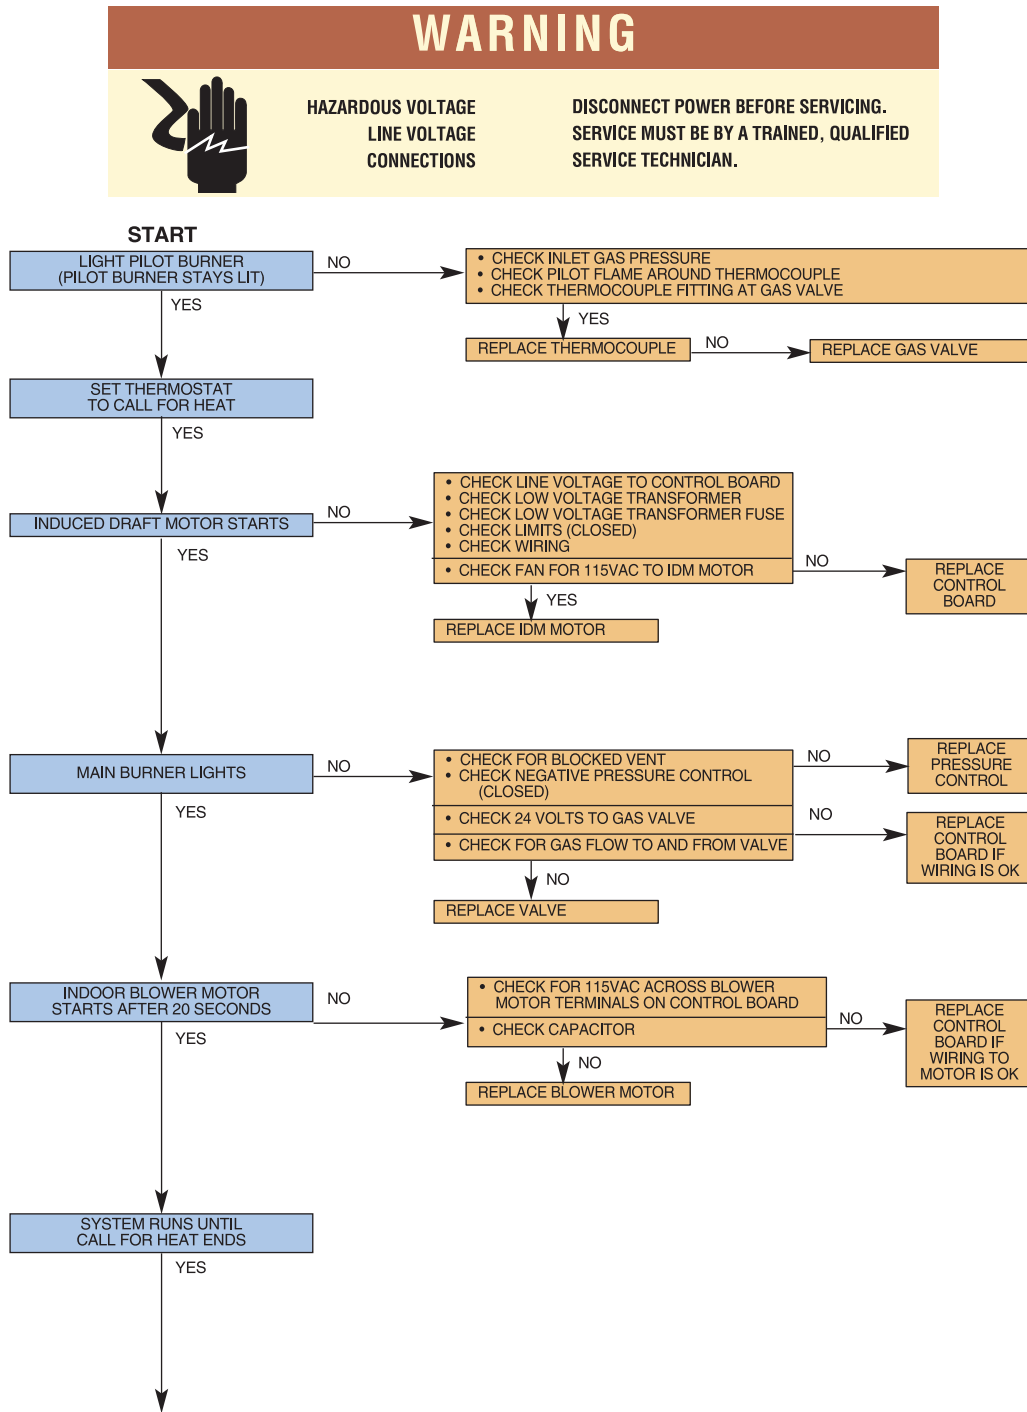 WARNING
HAZARDOUS VOLTAGE
LINE VOLTAGE
CONNECTIONS
DISCONNECT POWER BEFORE SERVICING.
SERVICE MUST BE BY A TRAINED, QUALIFIED
SERVICE TECHNICIAN.
START
LIGHT PILOT BURNER
(PILOT BURNER STAYS LIT)
NO
• CHECK INLET GAS PRESSURE
• CHECK PILOT FLAME AROUND THERMOCOUPLE
• CHECK THERMOCOUPLE FITTING AT GAS VALVE
YES
YES
REPLACE THERMOCOUPLE
NO
REPLACE GAS VALVE
SET THERMOSTAT
TO CALL FOR HEAT
YES
INDUCED DRAFT MOTOR STARTS
NO
• CHECK LINE VOLTAGE TO CONTROL BOARD
• CHECK LOW VOLTAGE TRANSFORMER
• CHECK LOW VOLTAGE TRANSFORMER FUSE
• CHECK LIMITS (CLOSED)
• CHECK WIRING
• CHECK FAN FOR 115VAC TO IDM MOTOR
NO
REPLACE
CONTROL
BOARD
YES
YES
REPLACE IDM MOTOR
MAIN BURNER LIGHTS
NO
• CHECK FOR BLOCKED VENT
• CHECK NEGATIVE PRESSURE CONTROL
(CLOSED)
NO
REPLACE
PRESSURE
CONTROL
• CHECK 24 VOLTS TO GAS VALVE
• CHECK FOR GAS FLOW TO AND FROM VALVE
NO
REPLACE
CONTROL
BOARD IF
WIRING IS OK
YES
NO
REPLACE VALVE
INDOOR BLOWER MOTOR
STARTS AFTER 20 SECONDS
NO
• CHECK FOR 115VAC ACROSS BLOWER
MOTOR TERMINALS ON CONTROL BOARD
• CHECK CAPACITOR
NO
REPLACE
CONTROL
BOARD IF
WIRING TO
MOTOR IS OK
YES
NO
REPLACE BLOWER MOTOR
SYSTEM RUNS UNTIL
CALL FOR HEAT ENDS
YES